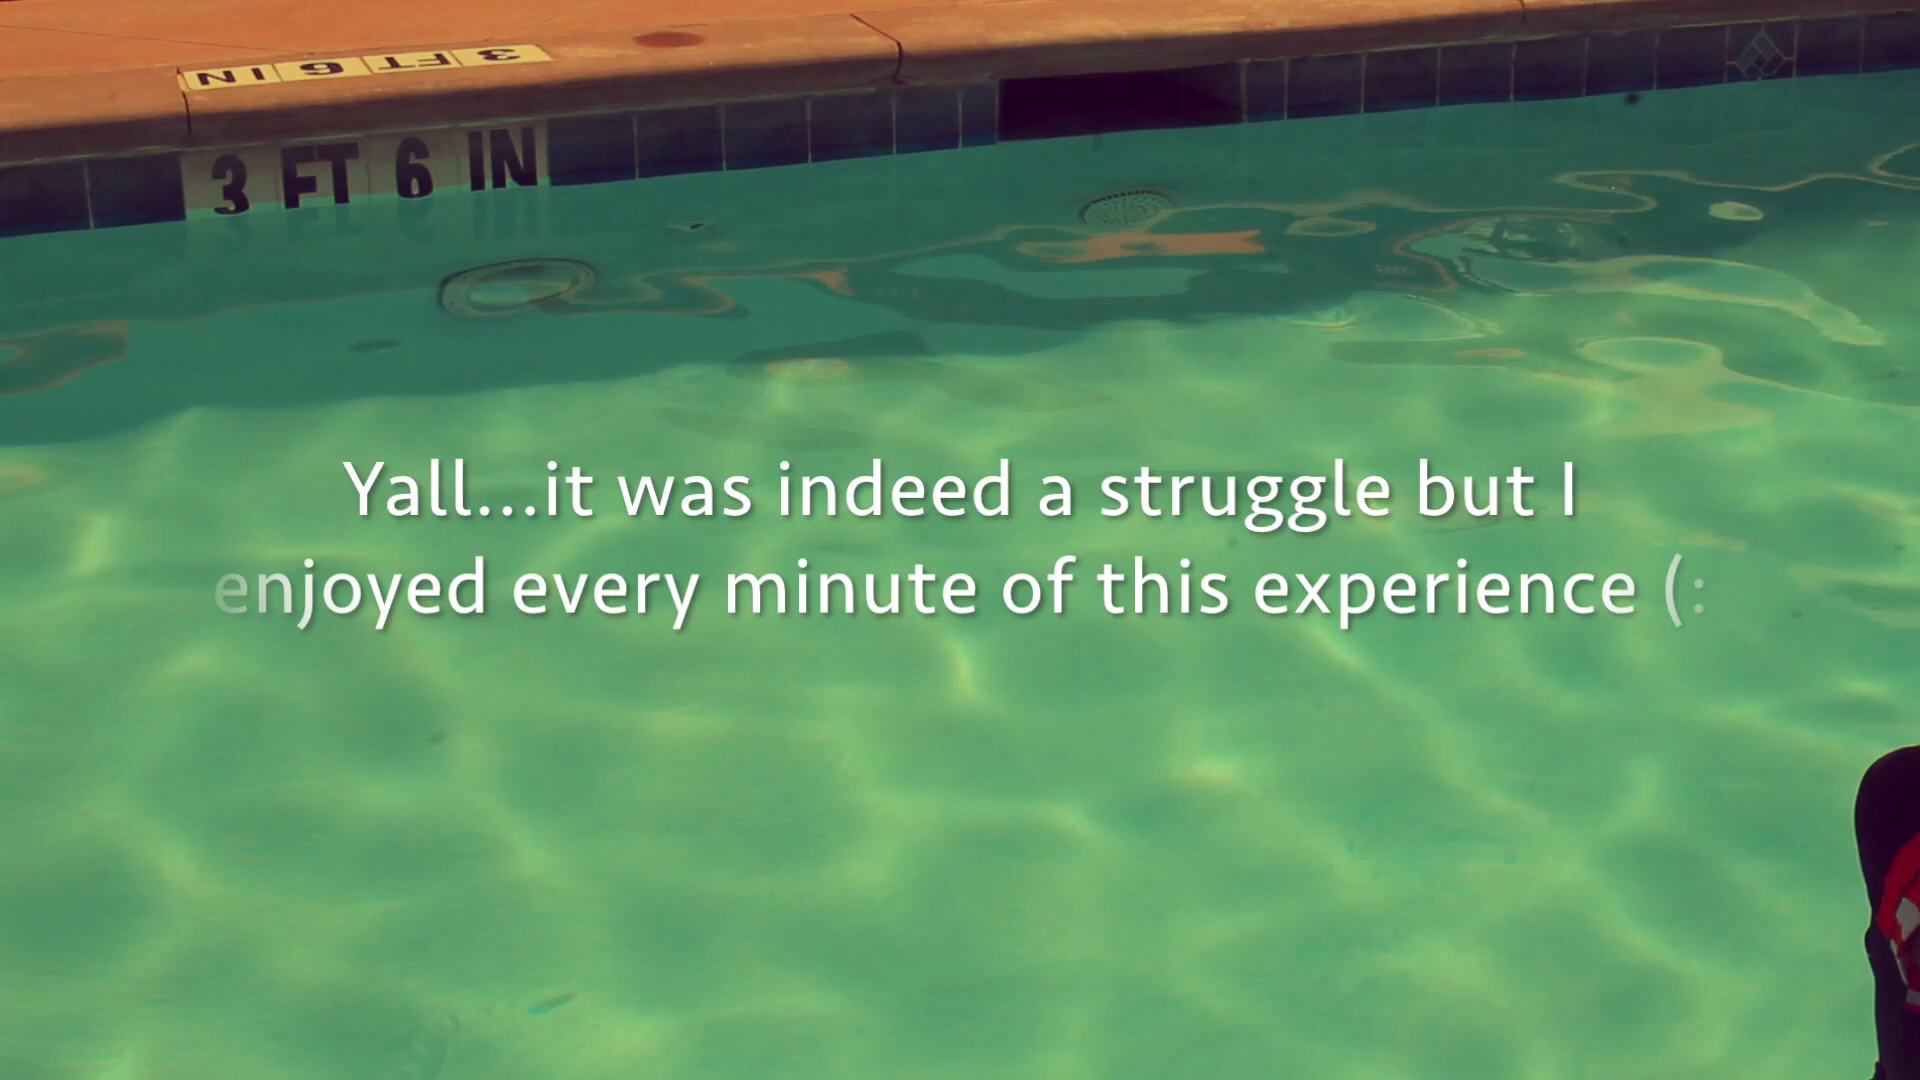 3 FT 6 IN
3 FT 6 IN
Yall...it was indeed a struggle but I
enjoyed every minute of this experience (: